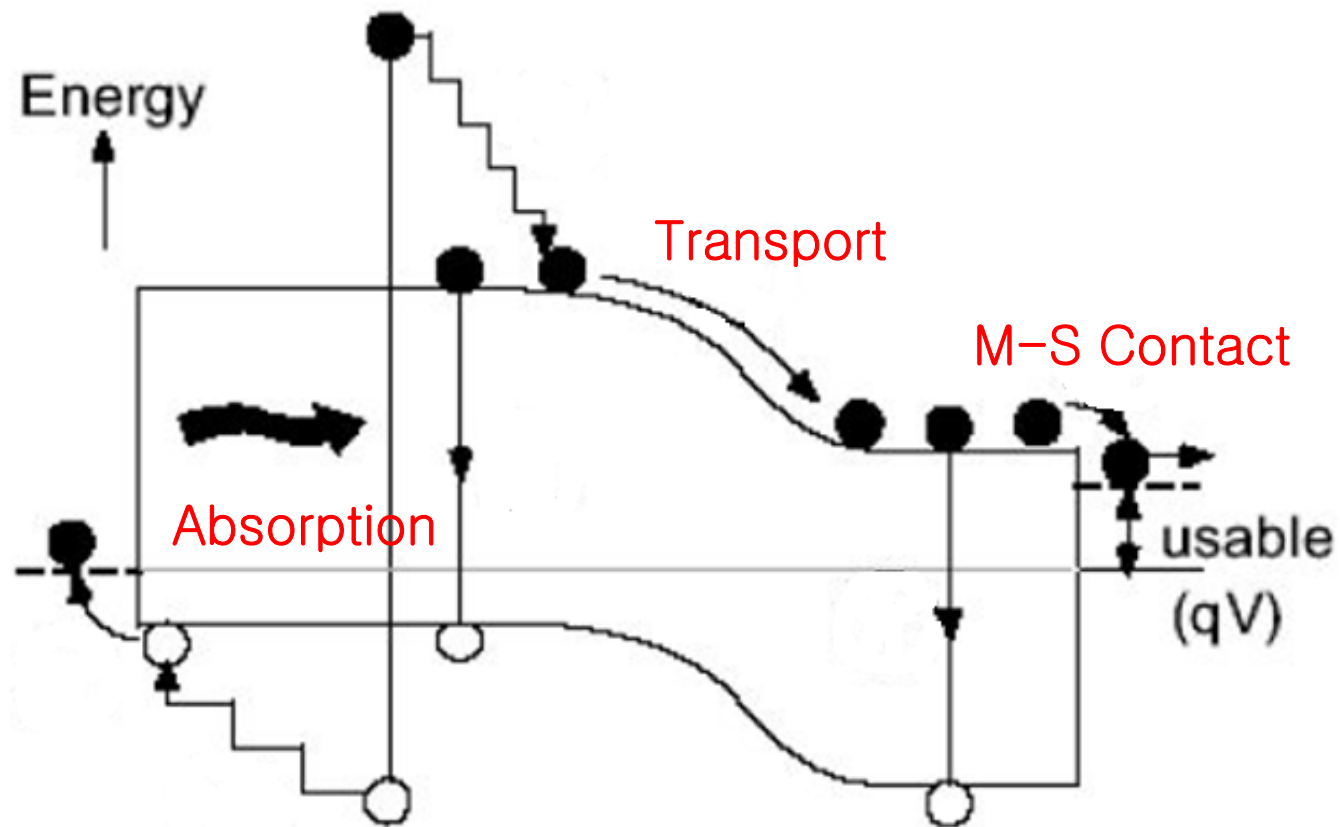 Energy
Transport
M-S Contact
Absorption
usable
(qV)